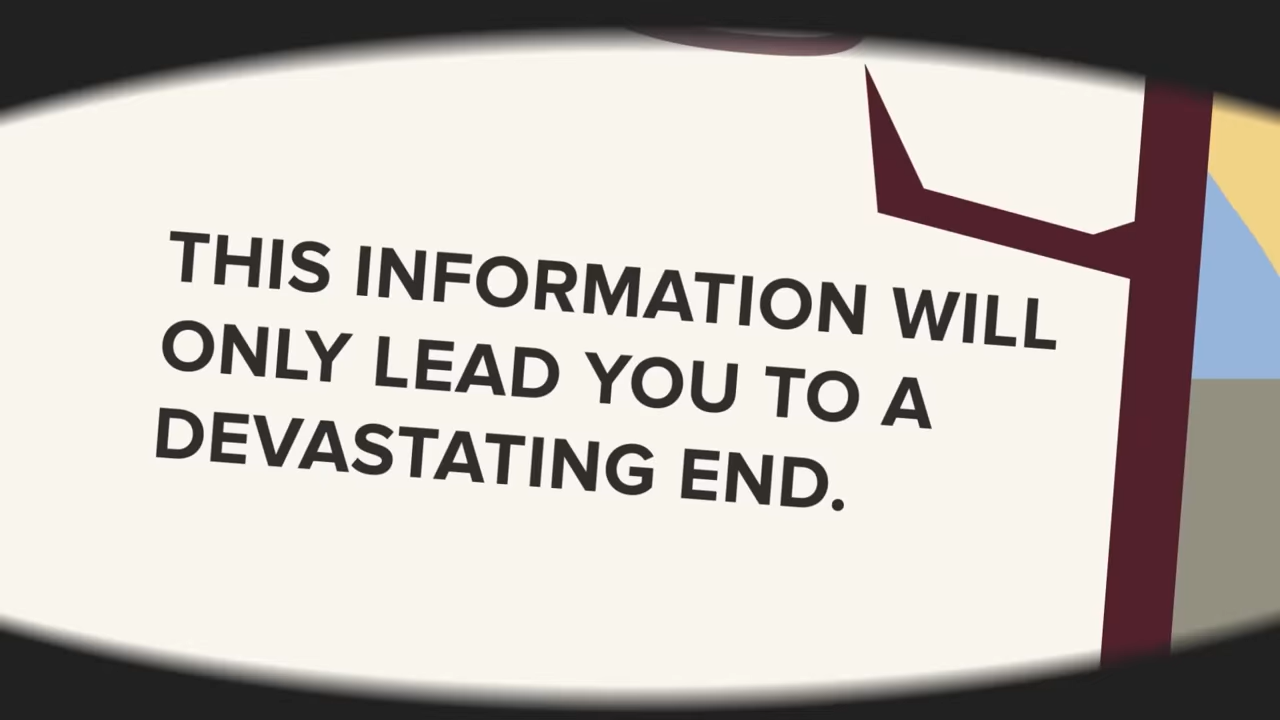 THIS INFORMATION WILL
ONLY LEAD YOU TO A
DEVASTATING END.